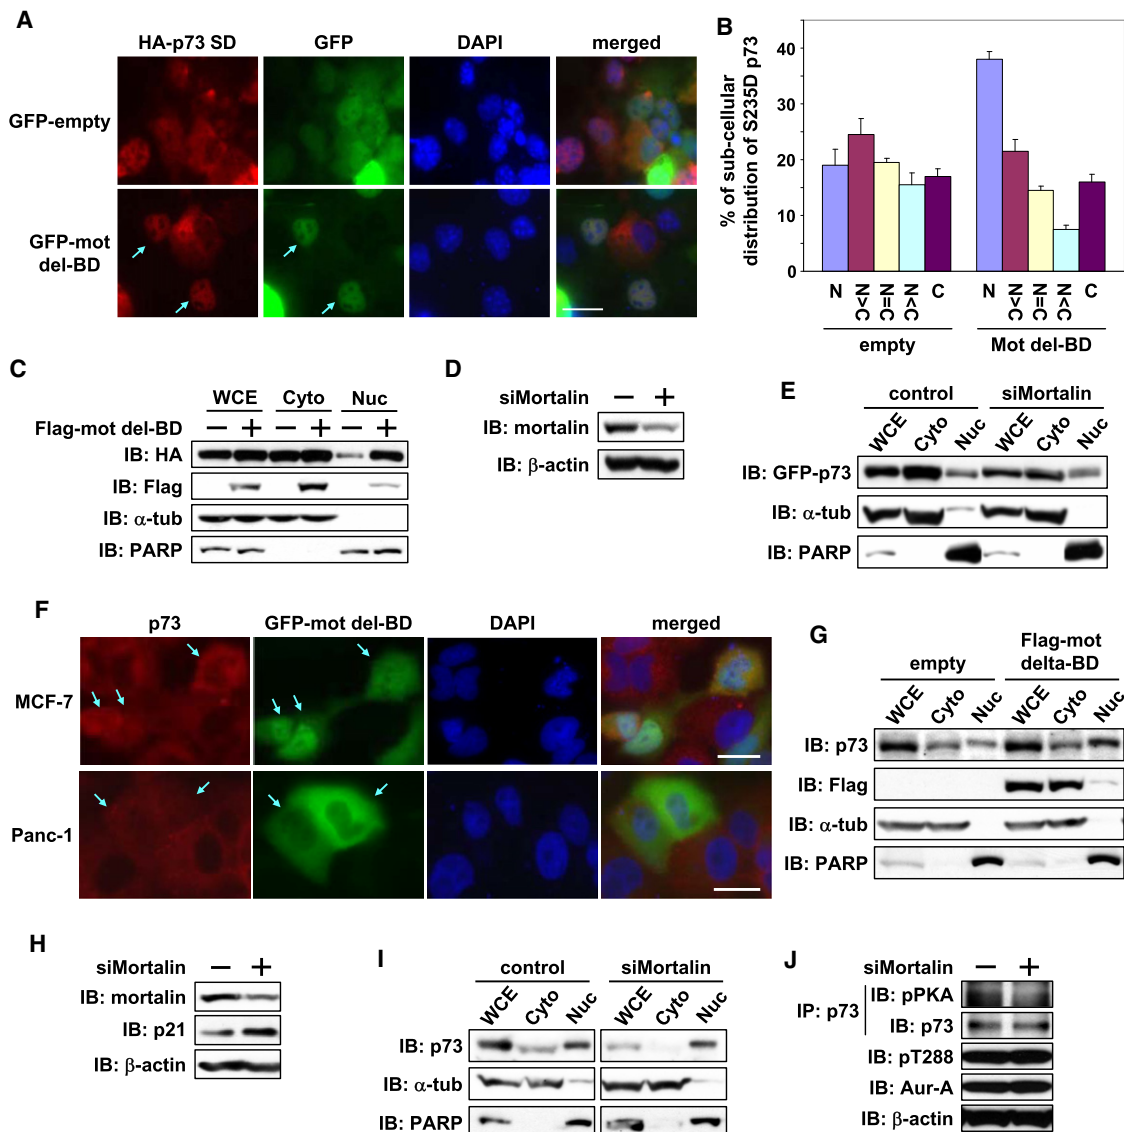 A
HA-p73 SD GFP DAPI merged
GFP-empty
GFP-mot
del-BD
B
% of sub-cellular
distribution of S235D p73
40
30
20
10
0
N N>C N=C N<C C N N>C N=C N<C C
empty Mot del-BD
C
WCE Cyto Nuc
Flag-mot del-BD − + − + − +
IB: HA
IB: Flag
IB: α-tub
IB: PARP
D
siMortalin − +
IB: mortalin
IB: β-actin
E
control siMortalin
WCE Cyto Nuc WCE Cyto Nuc
IB: GFP-p73
IB: α-tub
IB: PARP
F
p73 GFP-mot del-BD DAPI merged
MCF-7
Panc-1
G
empty Flag-mot
delta-BD
WCE Cyto Nuc WCE Cyto Nuc
IB: p73
IB: Flag
IB: α-tub
IB: PARP
H
siMortalin − +
IB: mortalin
IB: p21
IB: β-actin
I
control siMortalin
WCE Cyto Nuc WCE Cyto Nuc
IB: p73
IB: α-tub
IB: PARP
J
siMortalin − +
IP: p73 IB: pPKA
IB: p73
IB: pT288
IB: Aur-A
IB: β-actin